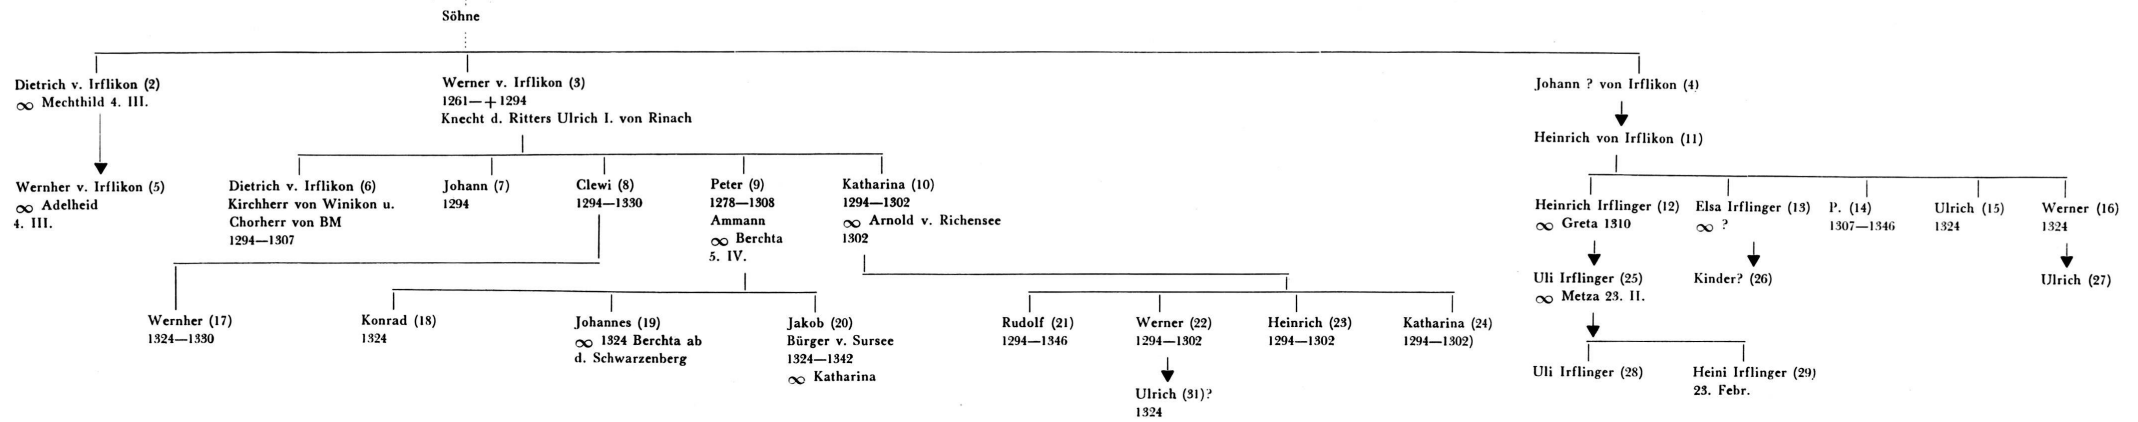 Söhne
Dietrich v. Irflikon (2)
∞ Mechthild 4. III.
Werner v. Irflikon (3)
1261—+ 1294
Knecht d. Ritters Ulrich I. von Rinach
Johann ? von Irflikon (4)
Heinrich von Irflikon (11)
Wernher v. Irflikon (5)
∞ Adelheid
4. III.
Dietrich v. Irflikon (6)
Kirchherr von Winikon u.
Chorherr von BM
1294—1307
Johann (7)
1294
Clewi (8)
1294—1330
Peter (9)
1278—1308
Ammann
∞ Berchta
5. IV.
Katharina (10)
1294—1302
∞ Arnold v. Richensee
1302
Heinrich Irflinger (12)
∞ Greta 1310
Elsa Irflinger (13)
∞ ?
P. (14)
1307—1346
Ulrich (15)
1324
Werner (16)
1324
Uli Irflinger (25)
∞ Metza 23. II.
Kinder? (26)
Ulrich (27)
Wernher (17)
1324—1330
Konrad (18)
1324
Johannes (19)
∞ 1324 Berchta ab
d. Schwarzenberg
Jakob (20)
Bürger v. Sursee
1324—1342
∞ Katharina
Rudolf (21)
1294—1346
Werner (22)
1294—1302
Heinrich (23)
1294—1302
Katharina (24)
1294—1302)
Ulrich (31)?
1324
Uli Irflinger (28)
Heini Irflinger (29)
23. Febr.